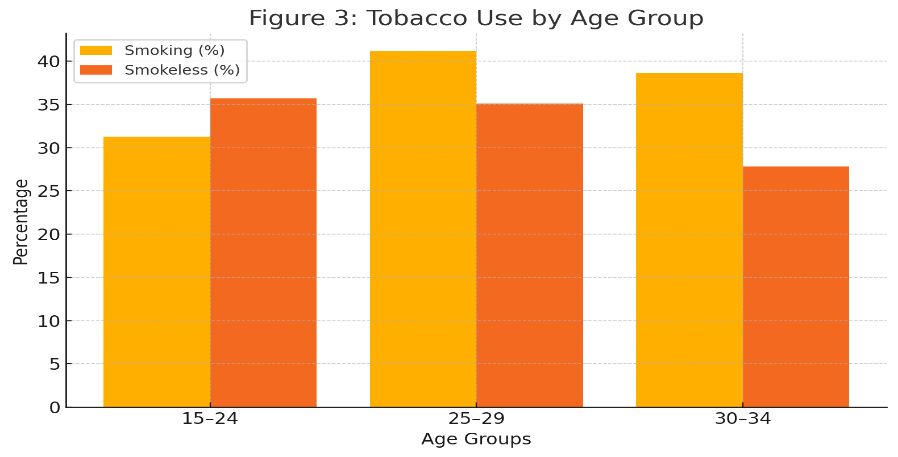 Figure 3: Tobacco Use by Age Group
Smoking (%)
Smokeless (%)
Percentage
40
35
30
25
20
15
10
5
0
15–24 25–29 30–34
Age Groups